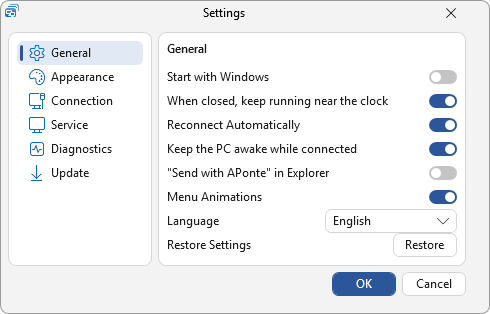 Settings
General
Appearance
Connection
Service
Diagnostics
Update
General
Start with Windows
When closed, keep running near the clock
Reconnect Automatically
Keep the PC awake while connected
"Send with APonte" in Explorer
Menu Animations
Language English
Restore Settings Restore
OK Cancel